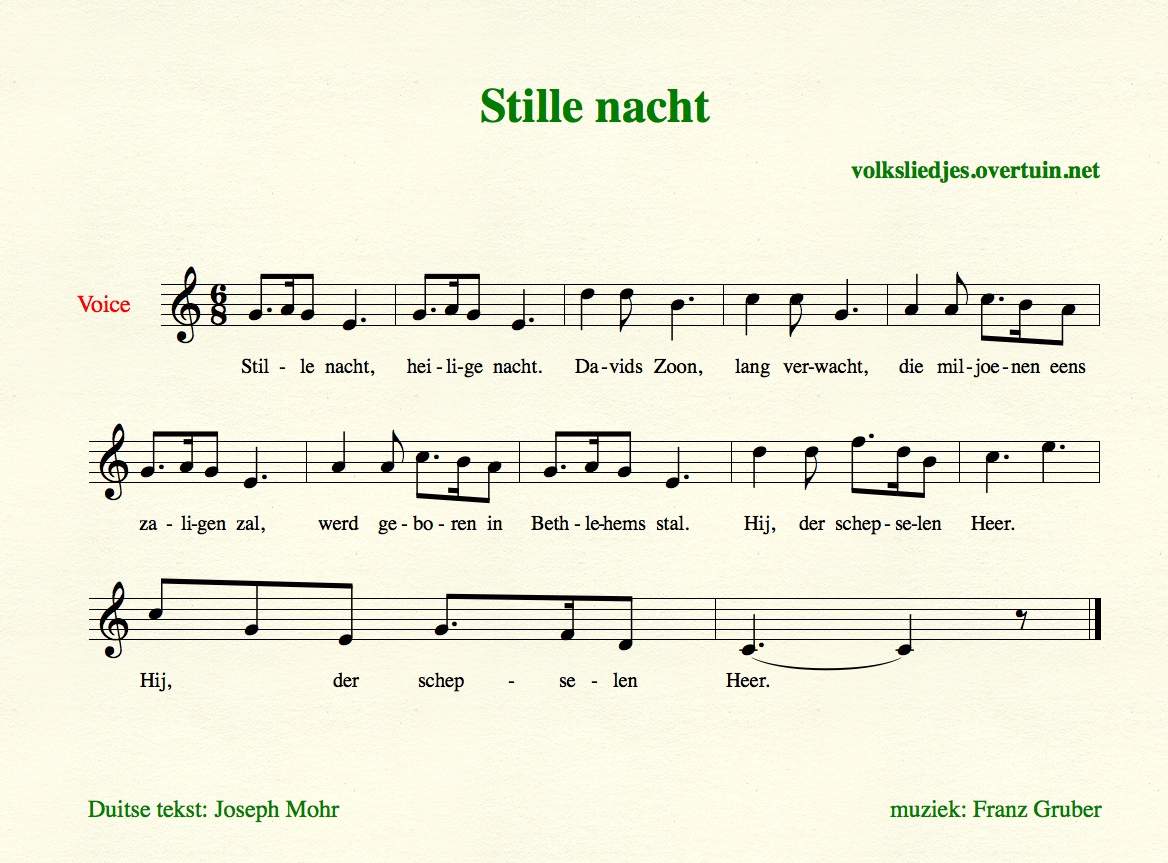 Stille nacht
volksliedjes.overtuin.net
Voice
6
8
Stil - le nacht, hei - li - ge nacht. Da - vids Zoon, lang ver - wacht, die mil - joe - nen eens
za - li - gen zal, werd ge - bo - ren in Beth - le - hems stal. Hij, der schep - se - len Heer.
Hij, der schep - se - len Heer.
Duitse tekst: Joseph Mohr muziek: Franz Gruber